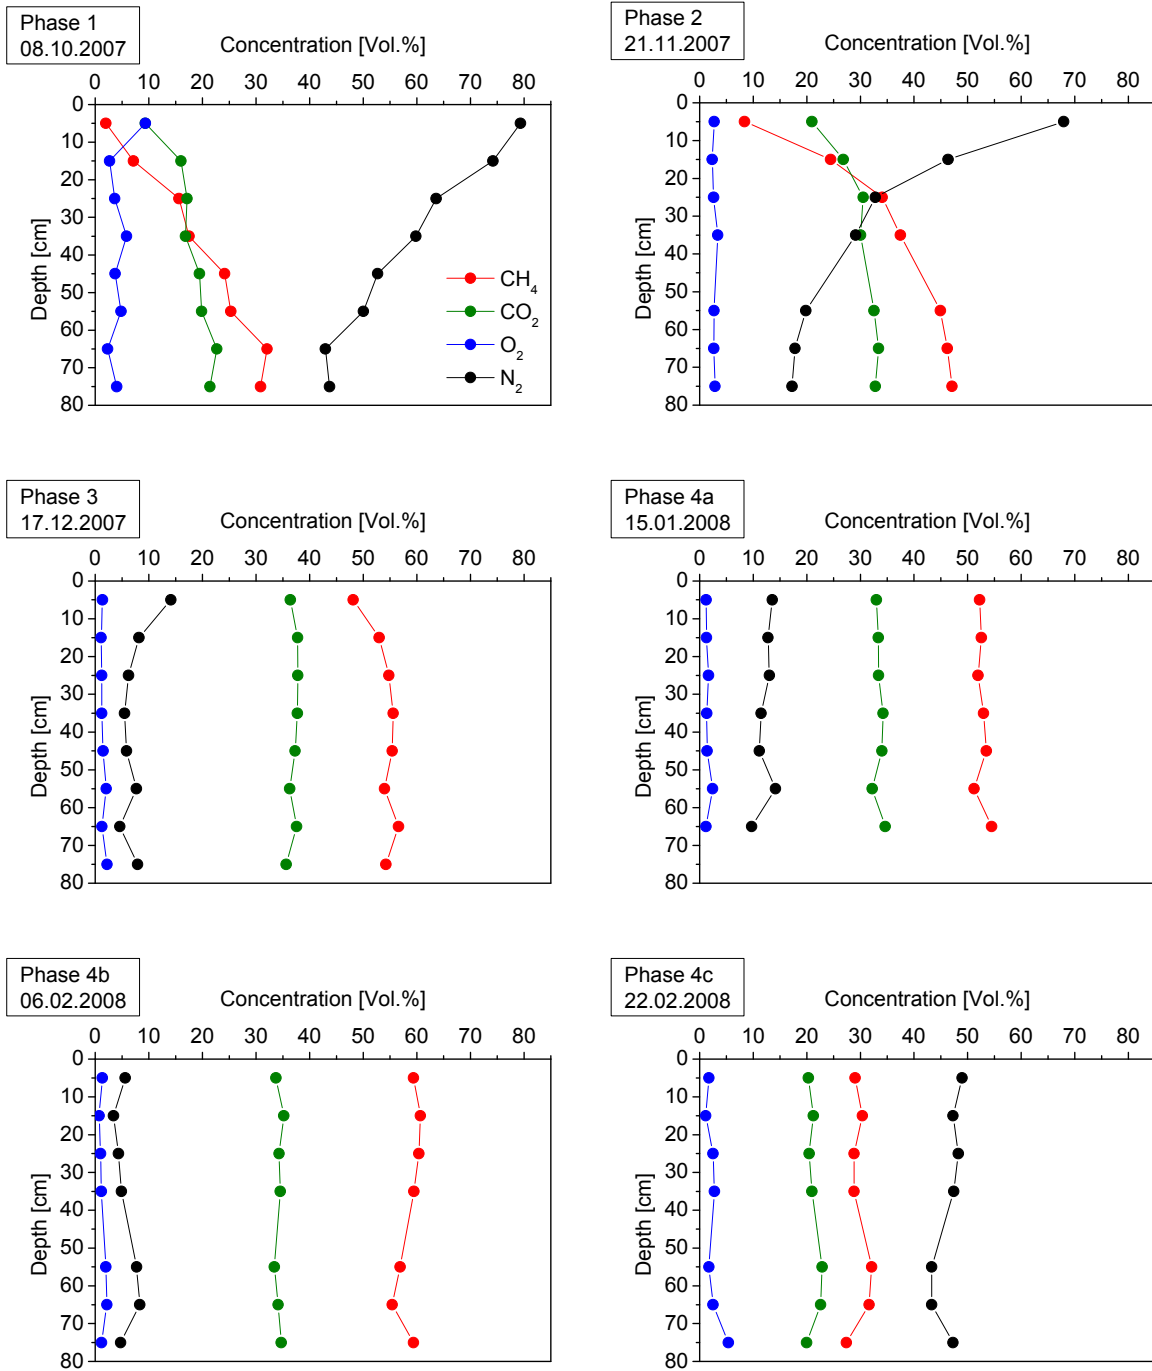 Phase 1
08.10.2007
Concentration [Vol.%]
0 10 20 30 40 50 60 70 80
0
10
20
30
40
50
60
70
80
Depth [cm]
CH4
CO2
O2
N2
Phase 2
21.11.2007
Concentration [Vol.%]
0 10 20 30 40 50 60 70 80
0
10
20
30
40
50
60
70
80
Depth [cm]
Phase 3
17.12.2007
Concentration [Vol.%]
0 10 20 30 40 50 60 70 80
0
10
20
30
40
50
60
70
80
Depth [cm]
Phase 4a
15.01.2008
Concentration [Vol.%]
0 10 20 30 40 50 60 70 80
0
10
20
30
40
50
60
70
80
Depth [cm]
Phase 4b
06.02.2008
Concentration [Vol.%]
0 10 20 30 40 50 60 70 80
0
10
20
30
40
50
60
70
80
Depth [cm]
Phase 4c
22.02.2008
Concentration [Vol.%]
0 10 20 30 40 50 60 70 80
0
10
20
30
40
50
60
70
80
Depth [cm]